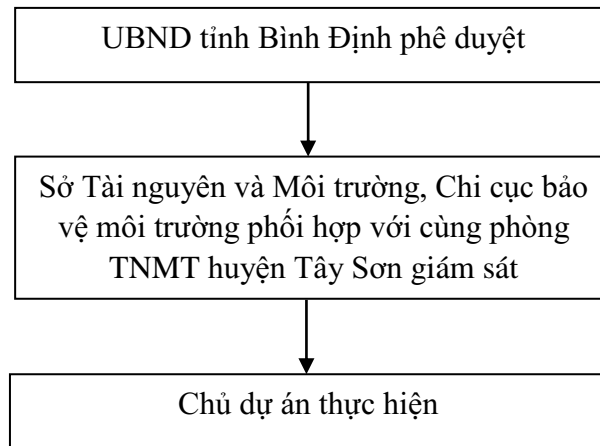 UBND tỉnh Bình Định phê duyệt
Sở Tài nguyên và Môi trường, Chi cục bảo
vệ môi trường phối hợp với cùng phòng
TNMT huyện Tây Sơn giám sát
Chủ dự án thực hiện